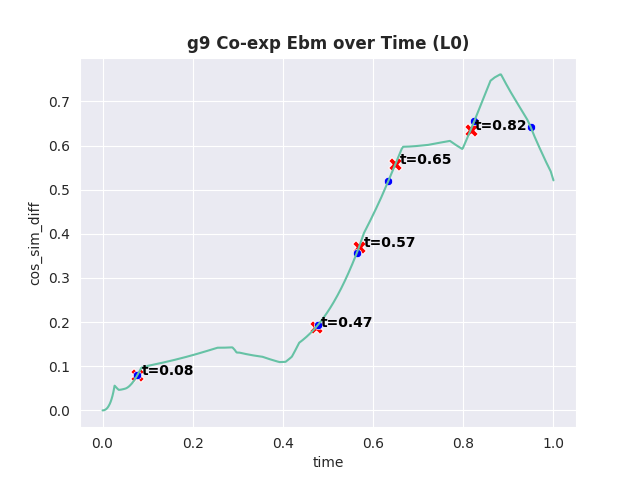 g9 Co-exp Ebm over Time (L0)
cos_sim_diff
0.7
0.6
0.5
0.4
0.3
0.2
0.1
0.0
t=0.82
t=0.65
t=0.57
t=0.47
t=0.08
0.0 0.2 0.4 0.6 0.8 1.0
time